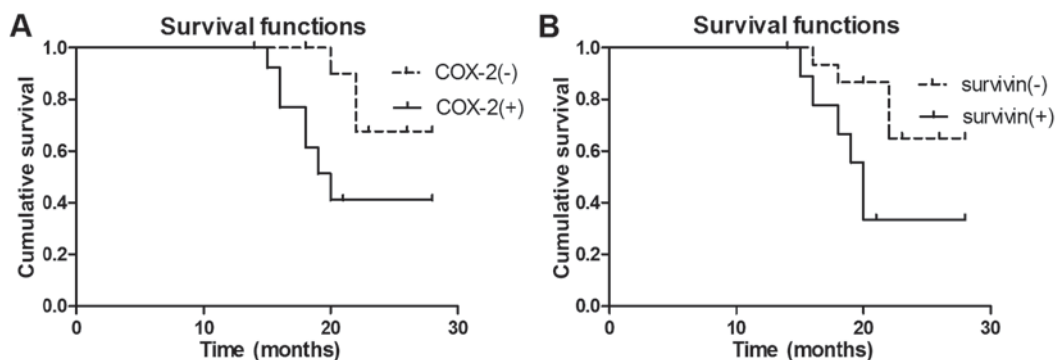 A
Survival functions
Cumulative survival
1.0
0.8
0.6
0.4
0.2
0.0
COX-2(-)
COX-2(+)
0
10
20
30
Time (months)
B
Survival functions
Cumulative survival
1.0
0.8
0.6
0.4
0.2
0.0
survivin(-)
survivin(+)
0
10
20
30
Time (months)